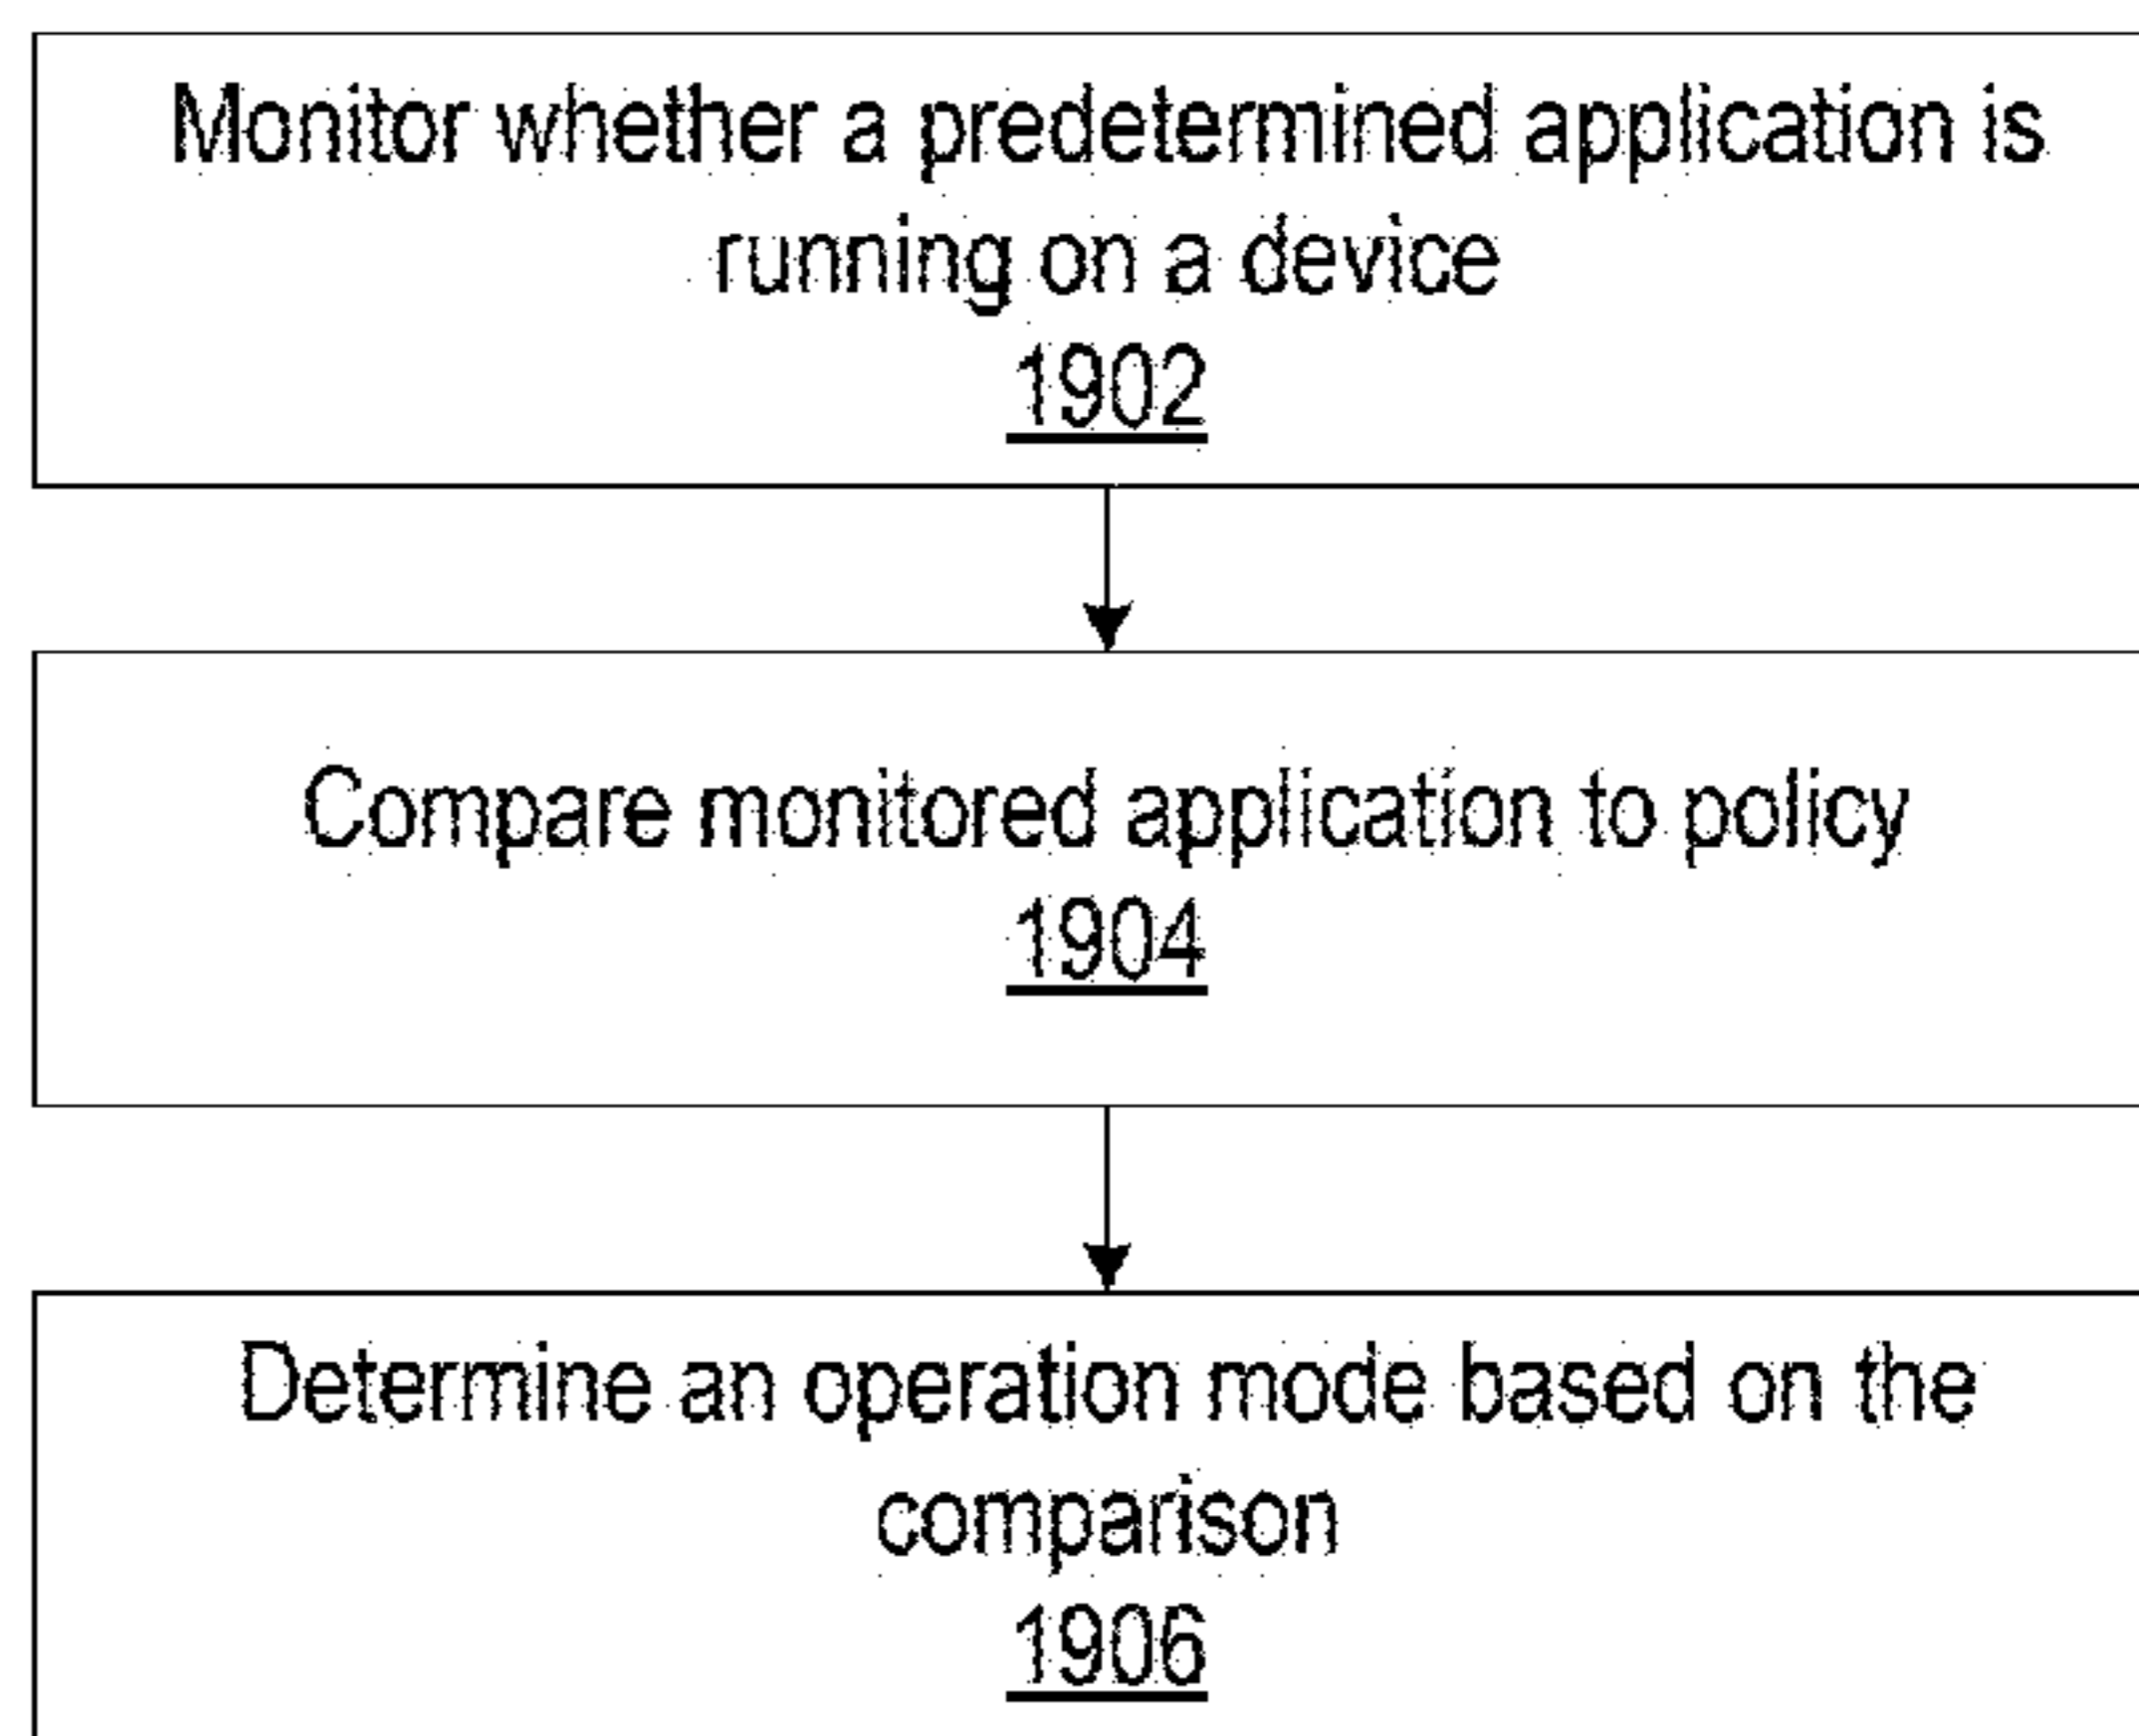 Monitor whether a predetermined application is
running on a device
1902
Compare monitored application to policy
1904
Determine an operation mode based on the
comparison
1906